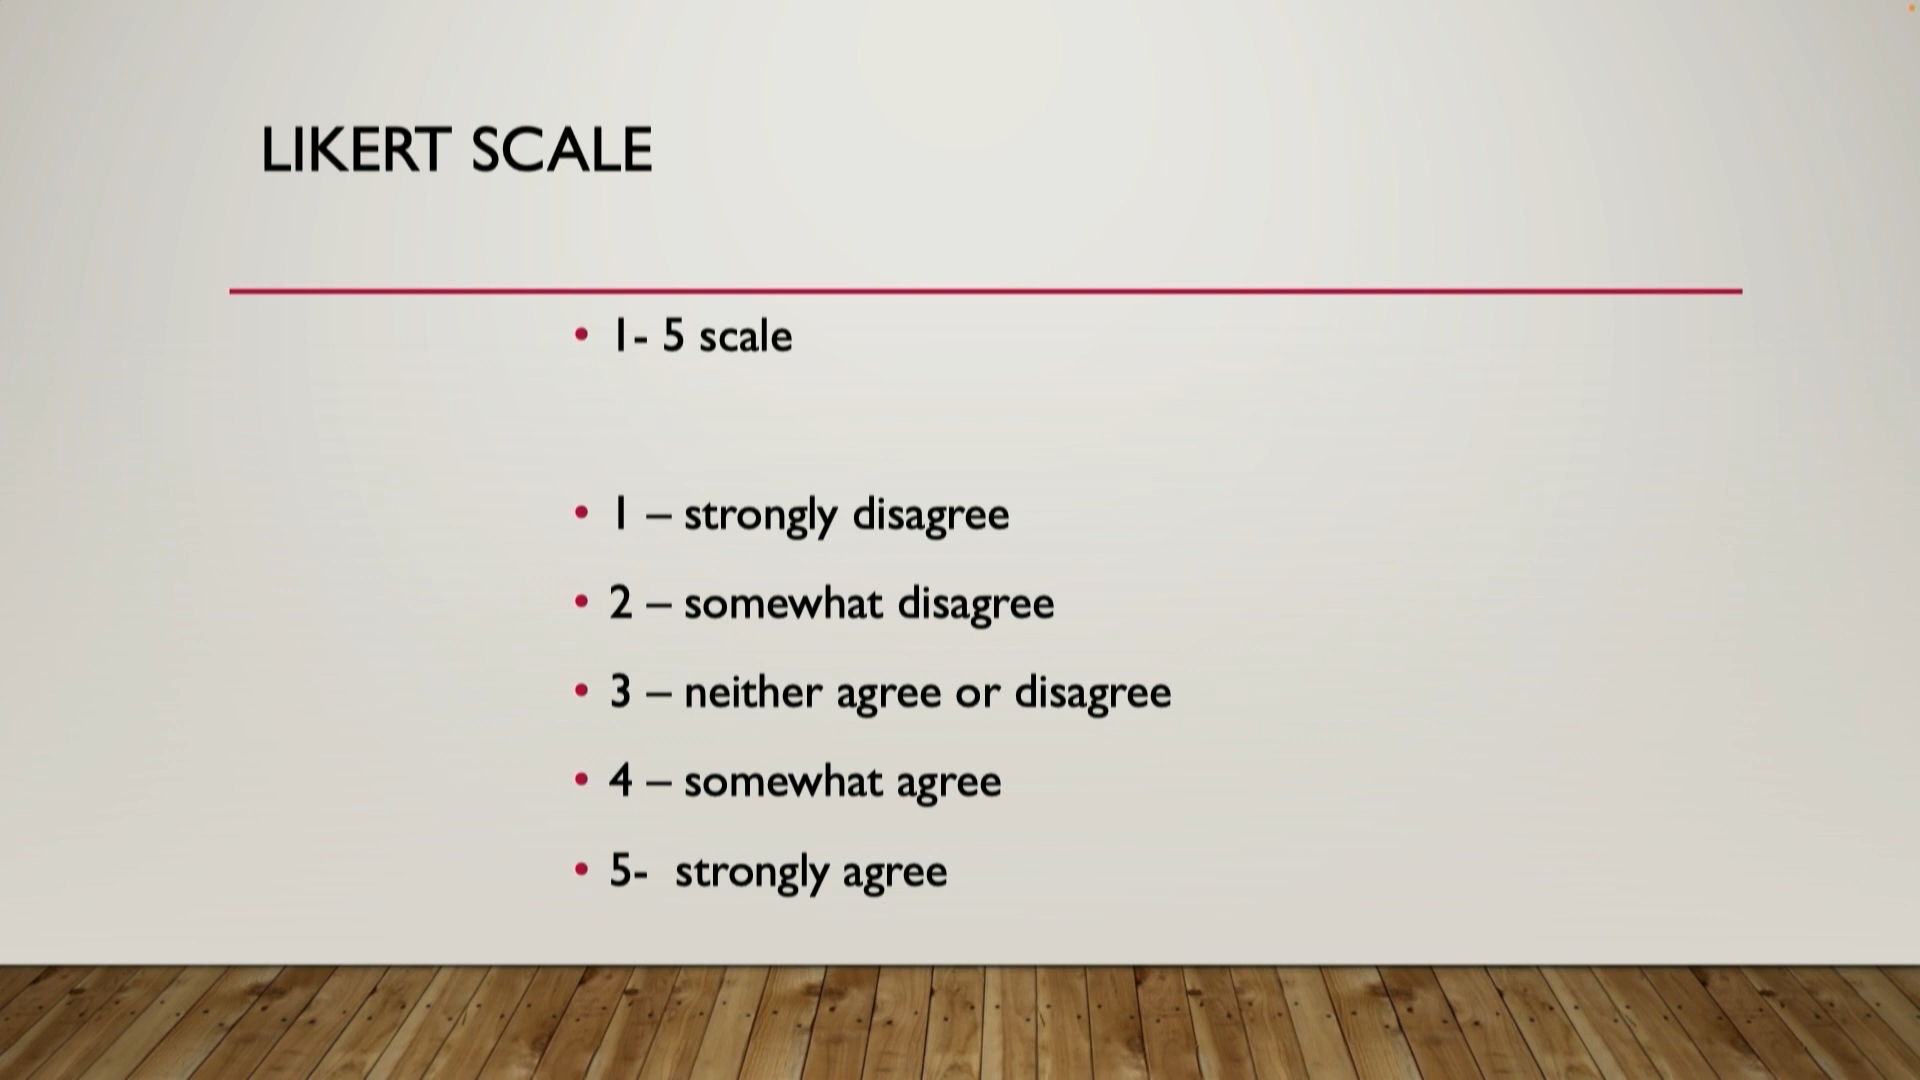 LIKERT SCALE
• 1- 5 scale
• 1 – strongly disagree
• 2 – somewhat disagree
• 3 – neither agree or disagree
• 4 – somewhat agree
• 5-  strongly agree